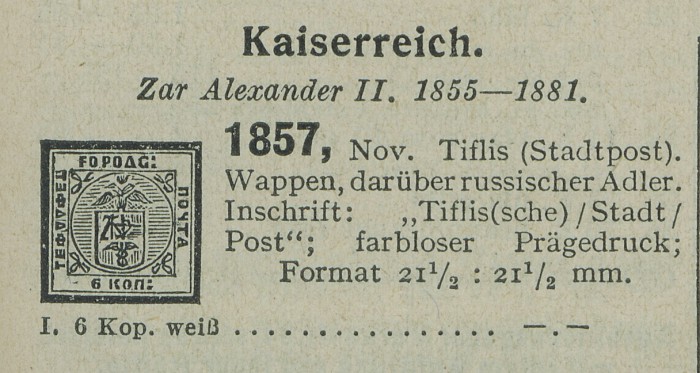 Kaiserreich.
Zar Alexander II. 1855—1881.
1857, Nov. Tiflis (Stadtpost).
Wappen, darüber russischer Adler.
Inschrift: „Tiflis(sche) / Stadt /
Post“; farbloser Prägedruck;
Format 21¹/₂ : 21¹/₂ mm.
ГОРОДС:
ПОЧТА
6 КОП:
I. 6 Kop. weiß . . . . . . . . . . . . . . . . . —.—